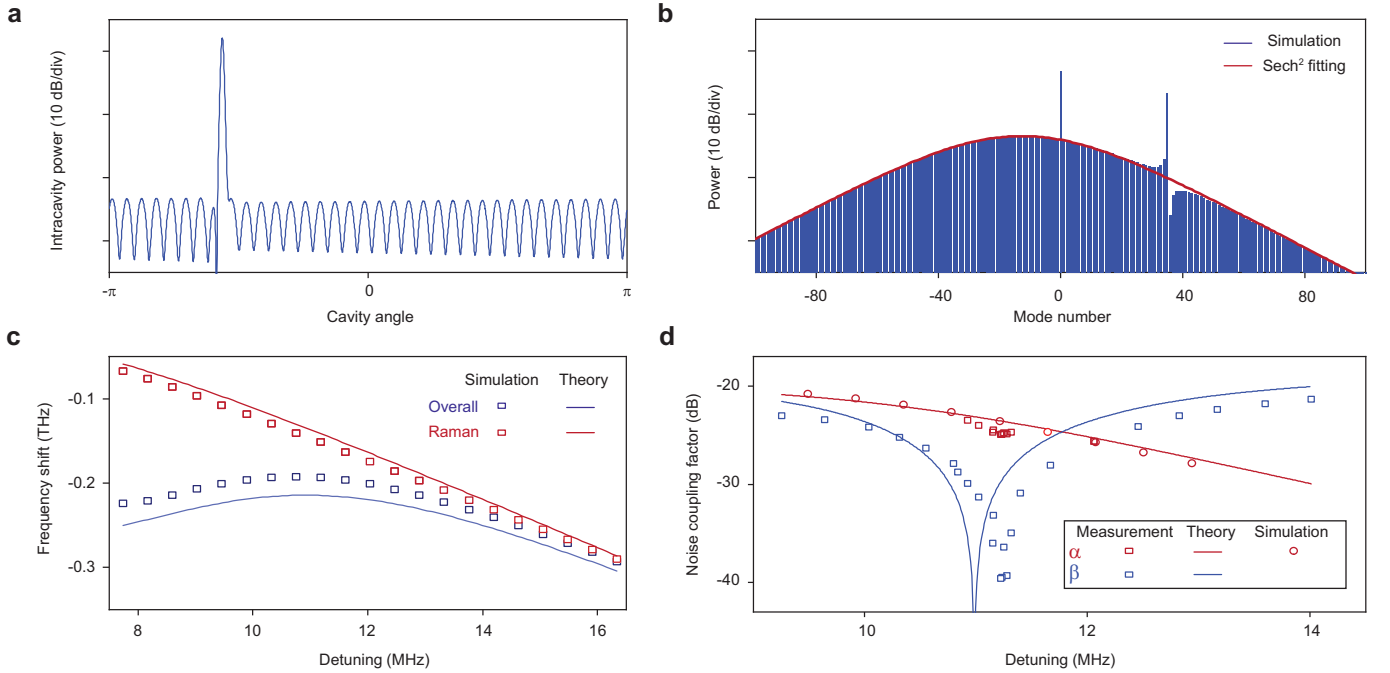 a
Intracavity power (10 dB/div)
-π
0
π
Cavity angle
b
Power (10 dB/div)
Simulation
Sech² fitting
-80
-40
0
40
80
Mode number
c
Frequency shift (THz)
-0.1
-0.2
-0.3
Simulation Theory
Overall
Raman
8
10
12
14
16
Detuning (MHz)
d
Noise coupling factor (dB)
-20
-30
-40
Measurement Theory Simulation
α
β
10
12
14
Detuning (MHz)